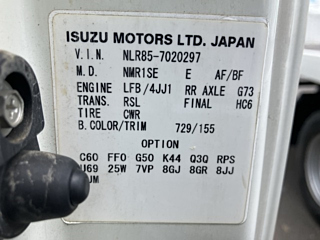 ISUZU MOTORS LTD. JAPAN
V.I.N. NLR85-7020297
M.D. NMR1SE E AF/BF
ENGINE LFB/4JJ1 RR AXLE G73
TRANS. RSL FINAL HC6
TIRE CWR
B.COLOR/TRIM 729/155
OPTION
C60 FF0 G50 K44 Q3Q RPS
U69 25W 7VP 8GJ 8GR 8JJ